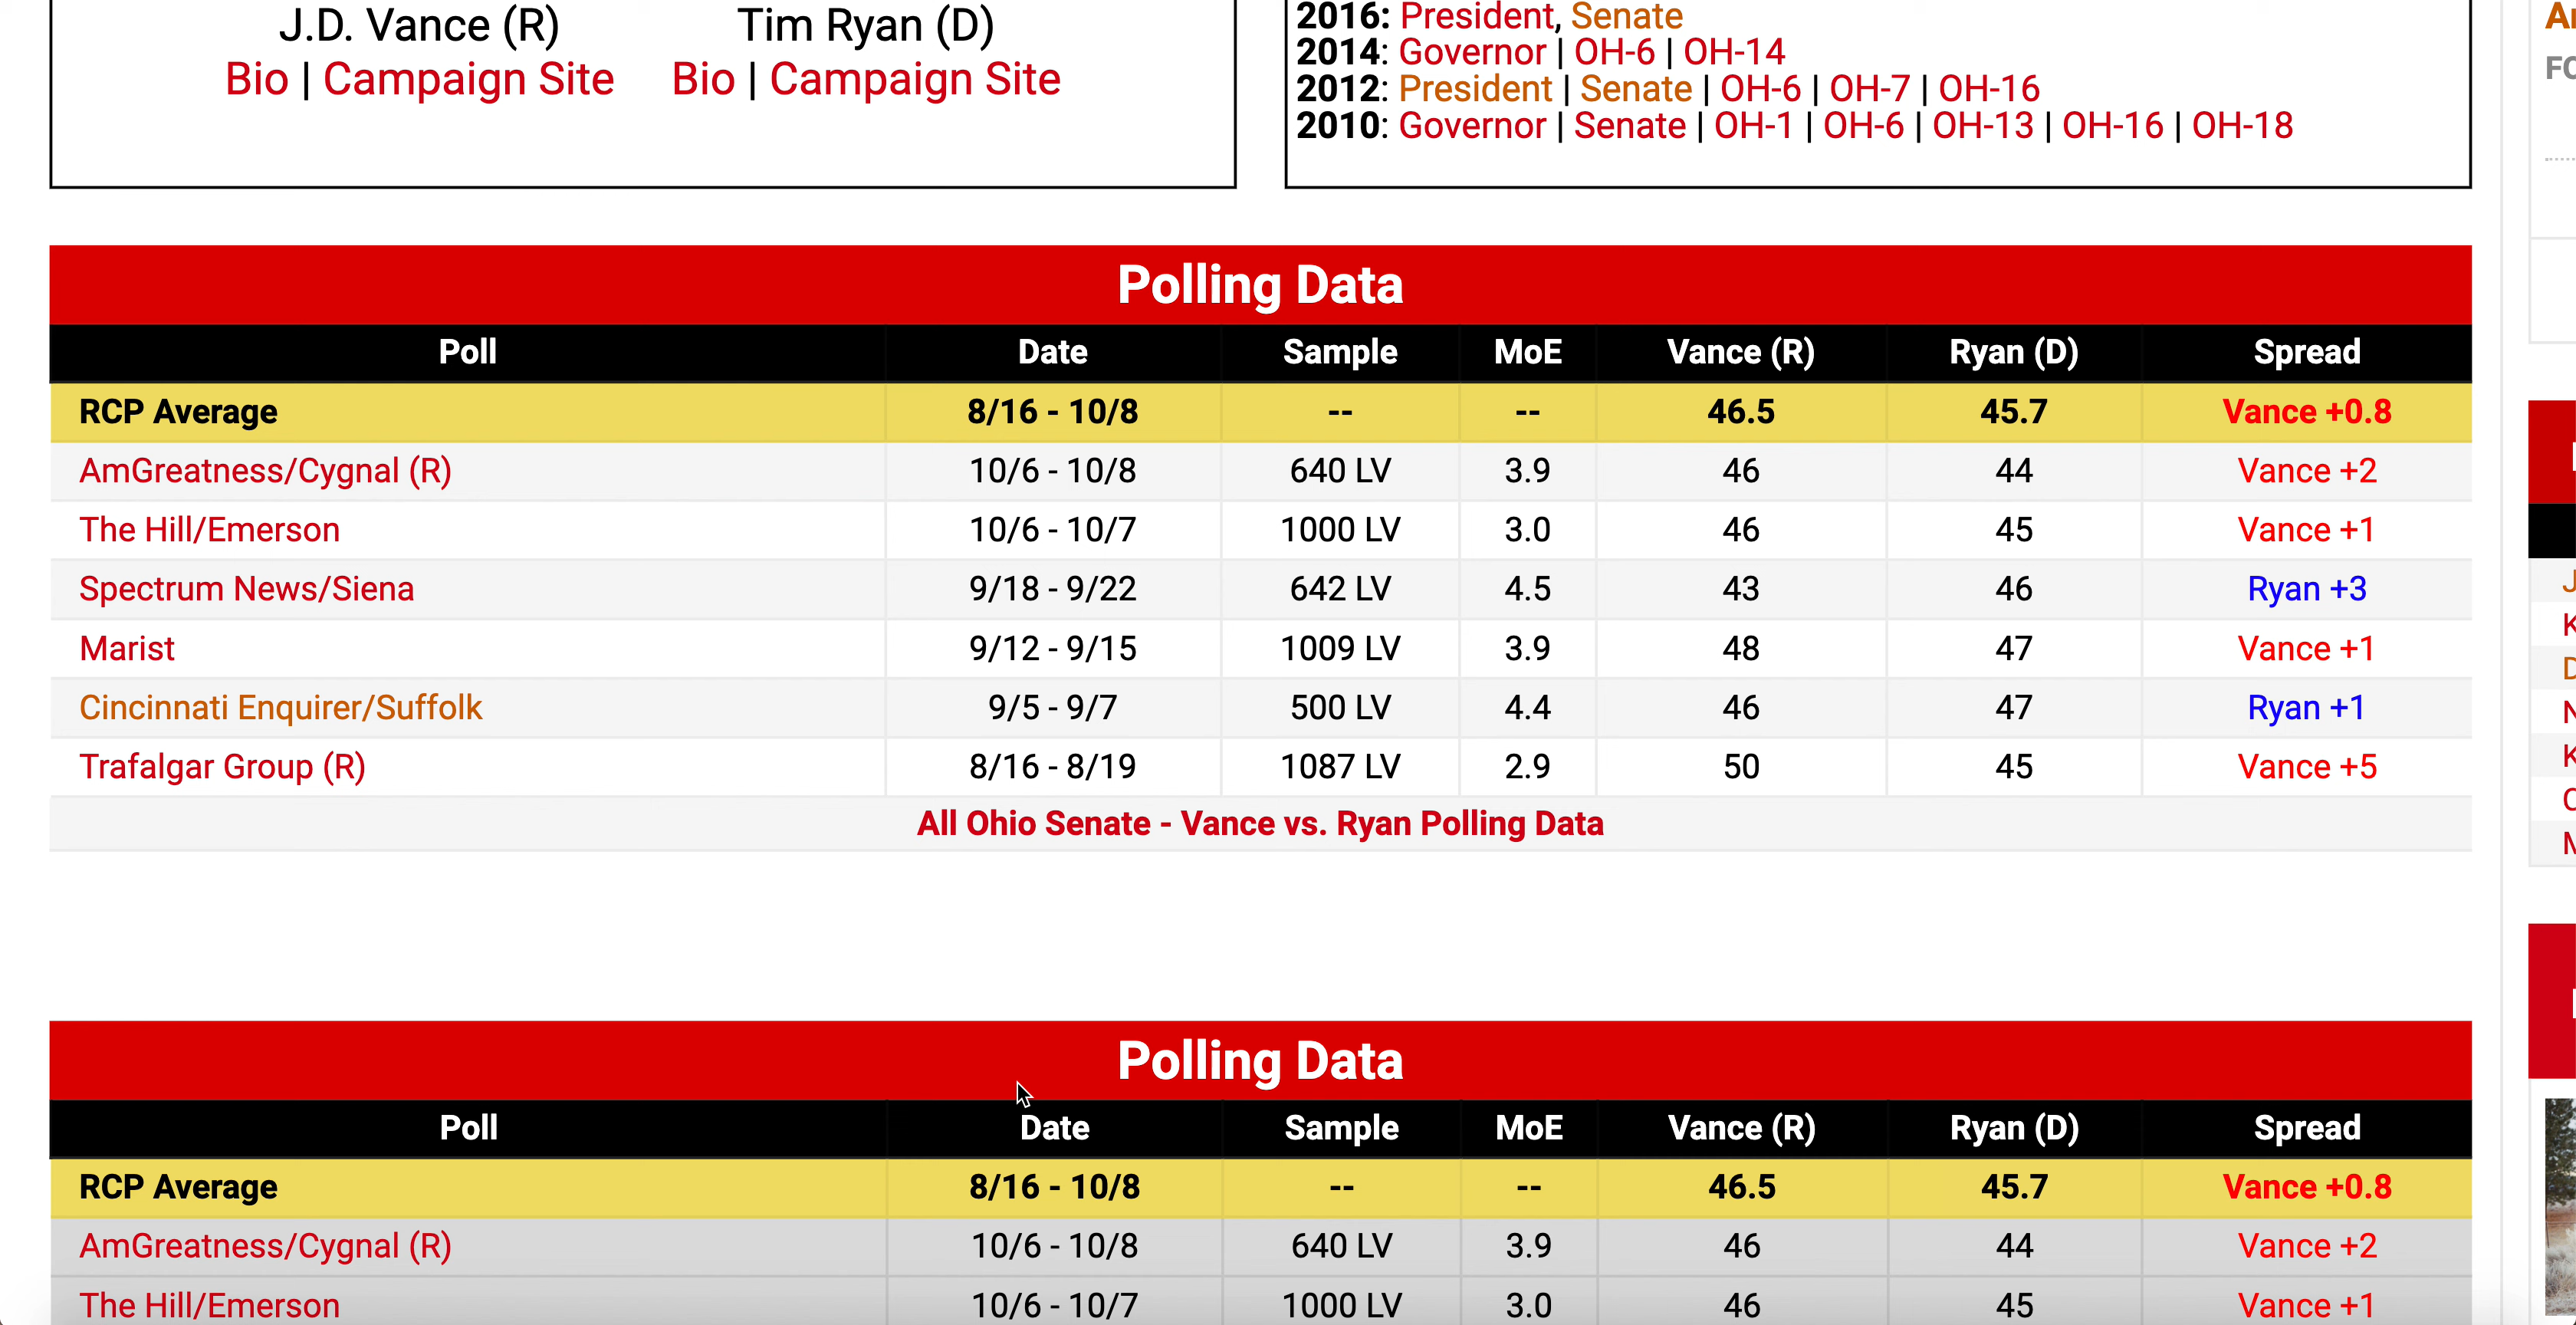 J.D. Vance (R) Tim Ryan (D)
Bio | Campaign Site Bio | Campaign Site
2016: President, Senate
2014: Governor | OH-6 | OH-14
2012: President | Senate | OH-6 | OH-7 | OH-16
2010: Governor | Senate | OH-1 | OH-6 | OH-13 | OH-16 | OH-18
Polling Data
Poll Date Sample MoE Vance (R) Ryan (D) Spread
RCP Average 8/16 - 10/8 -- -- 46.5 45.7 Vance +0.8
AmGreatness/Cygnal (R) 10/6 - 10/8 640 LV 3.9 46 44 Vance +2
The Hill/Emerson 10/6 - 10/7 1000 LV 3.0 46 45 Vance +1
Spectrum News/Siena 9/18 - 9/22 642 LV 4.5 43 46 Ryan +3
Marist 9/12 - 9/15 1009 LV 3.9 48 47 Vance +1
Cincinnati Enquirer/Suffolk 9/5 - 9/7 500 LV 4.4 46 47 Ryan +1
Trafalgar Group (R) 8/16 - 8/19 1087 LV 2.9 50 45 Vance +5
All Ohio Senate - Vance vs. Ryan Polling Data
Polling Data
Poll Date Sample MoE Vance (R) Ryan (D) Spread
RCP Average 8/16 - 10/8 -- -- 46.5 45.7 Vance +0.8
AmGreatness/Cygnal (R) 10/6 - 10/8 640 LV 3.9 46 44 Vance +2
The Hill/Emerson 10/6 - 10/7 1000 LV 3.0 46 45 Vance +1